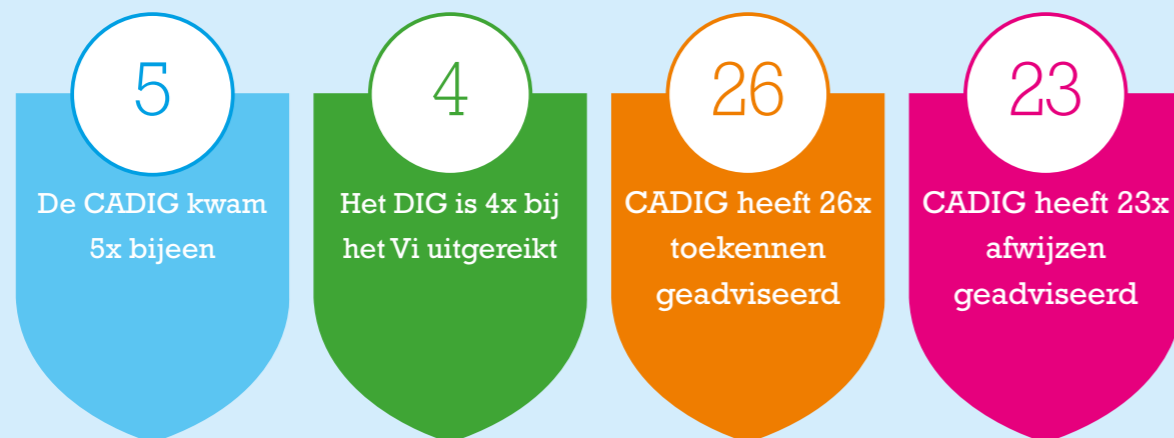 5
De CADIG kwam
5x bijeen
4
Het DIG is 4x bij
het Vi uitgereikt
26
CADIG heeft 26x
toekennen
geadviseerd
23
CADIG heeft 23x
afwijzen
geadviseerd